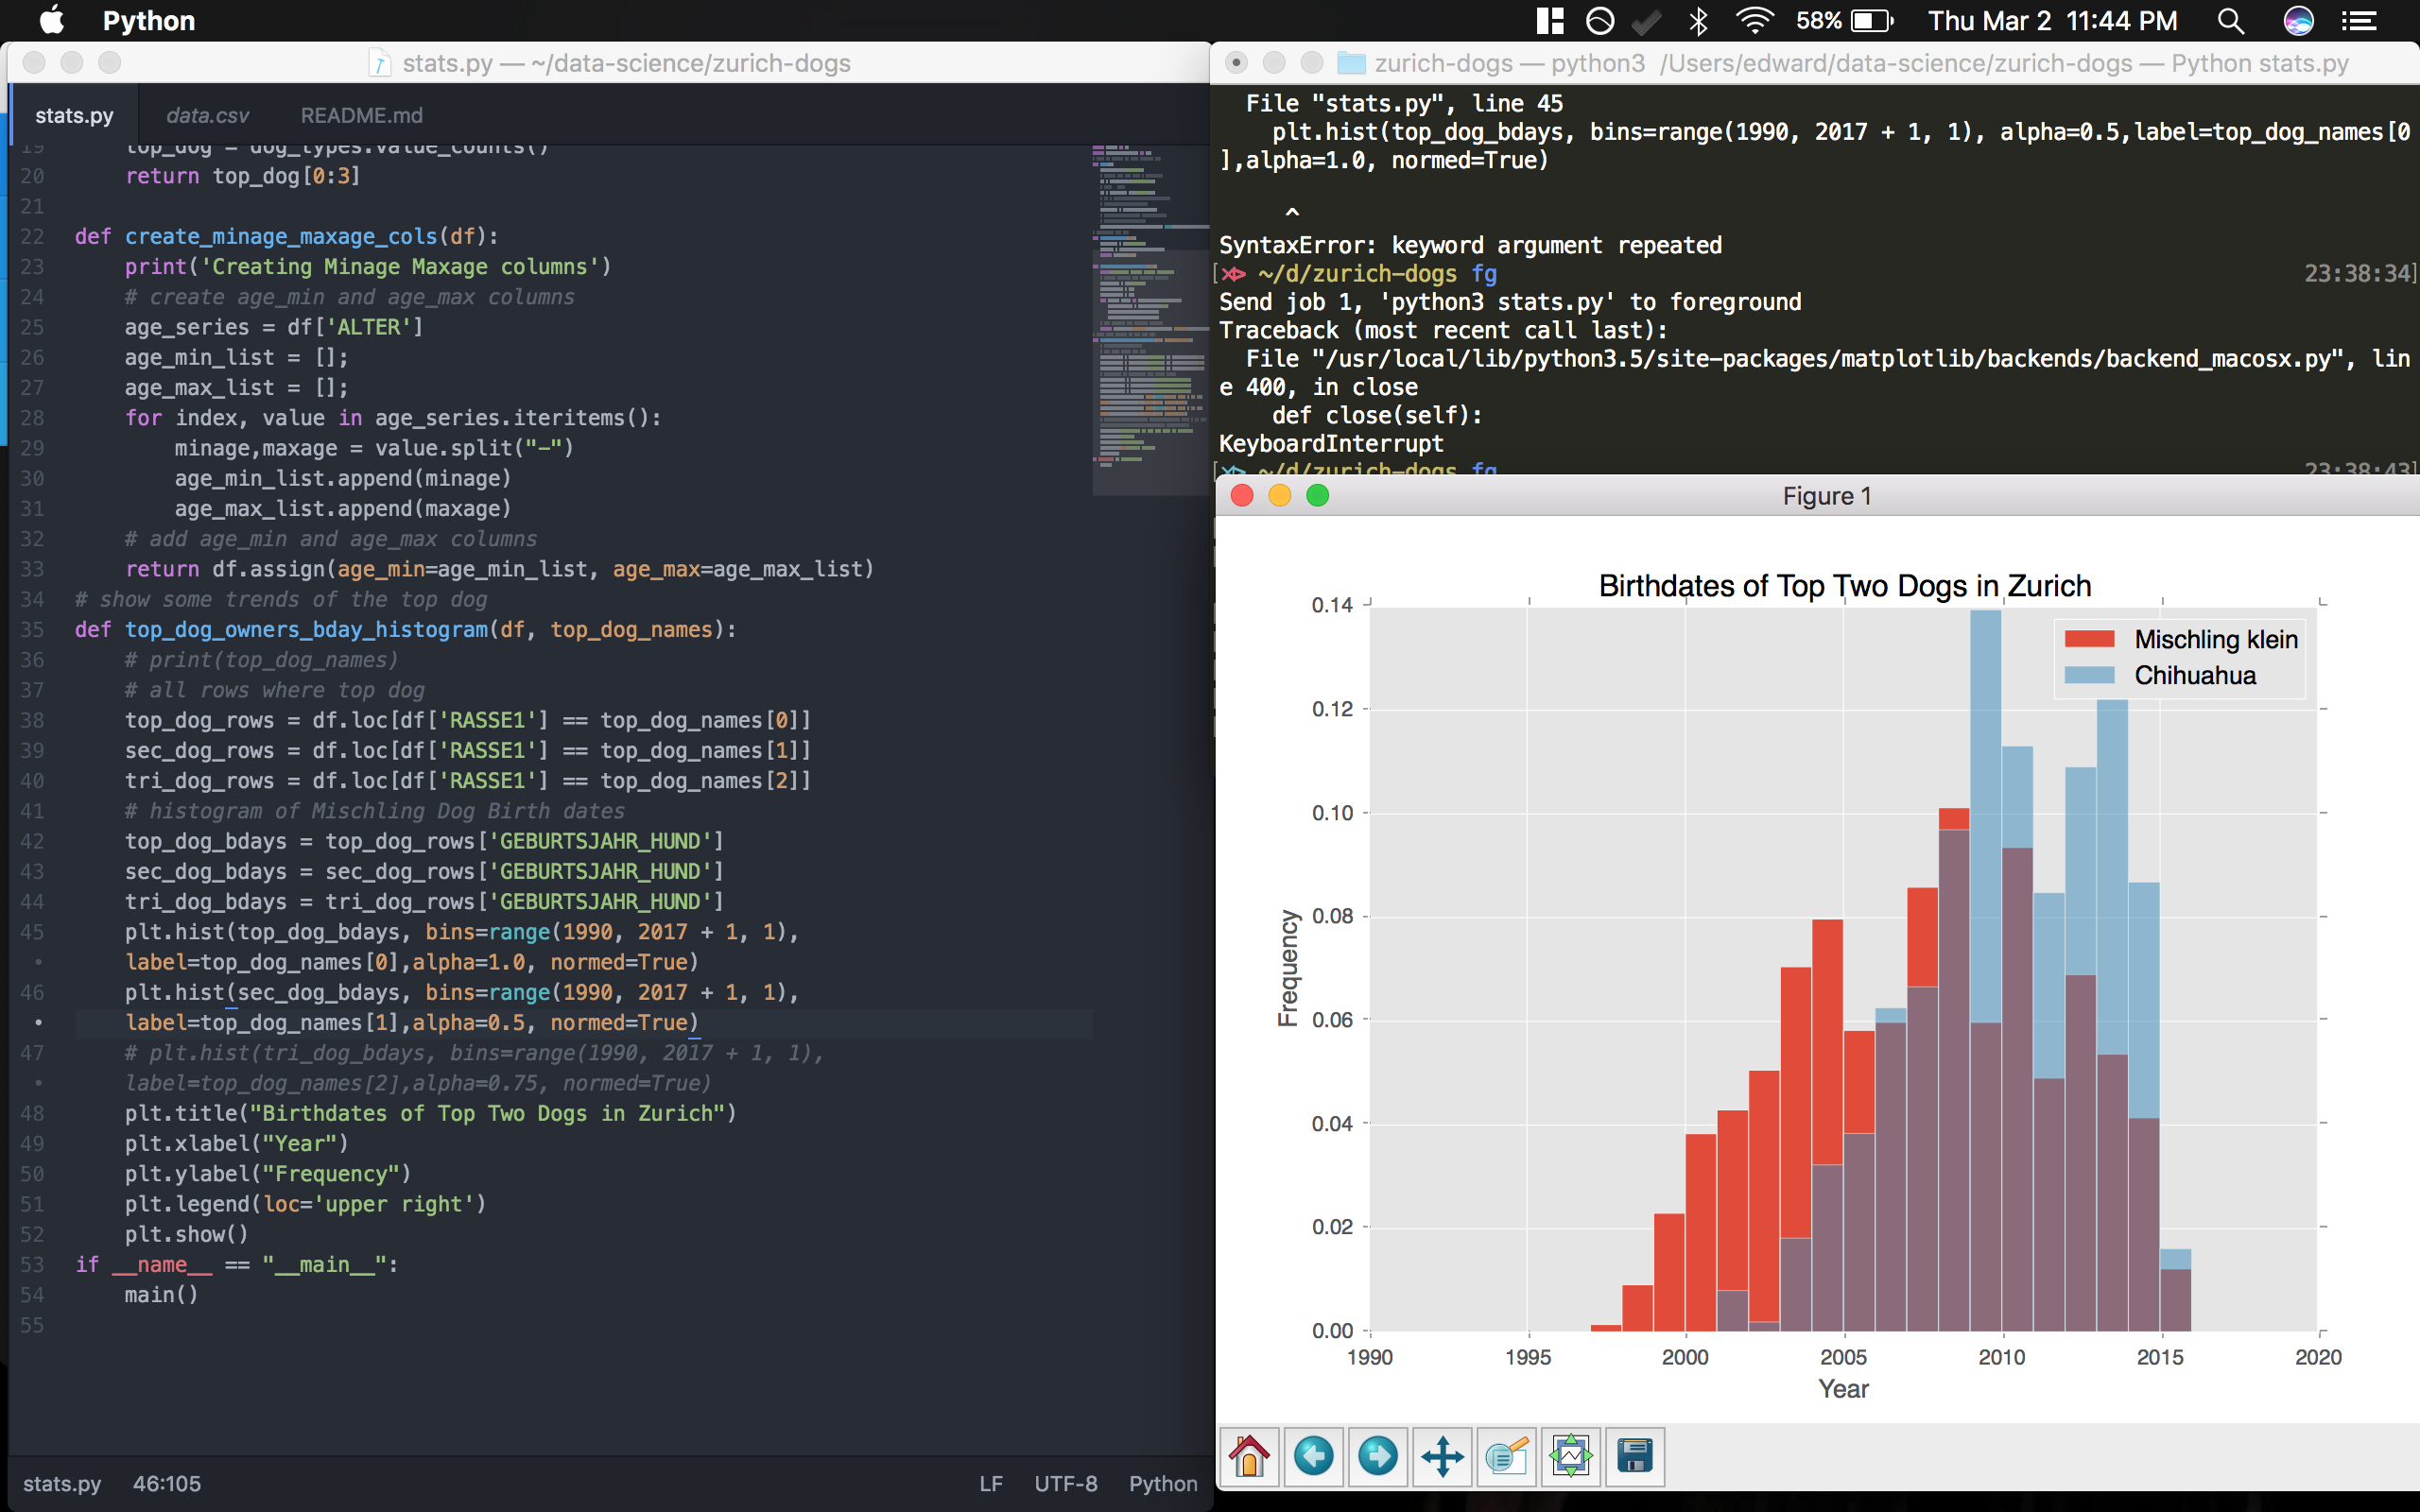 Python
58%
Thu Mar 2 11:44 PM
stats.py — ~/data-science/zurich-dogs
stats.py
data.csv
README.md
19 top_dog = dog_types.value_counts()
20 return top_dog[0:3]
21
22 def create_minage_maxage_cols(df):
23 print('Creating Minage Maxage columns')
24 # create age_min and age_max columns
25 age_series = df['ALTER']
26 age_min_list = [];
27 age_max_list = [];
28 for index, value in age_series.iteritems():
29 minage,maxage = value.split("-")
30 age_min_list.append(minage)
31 age_max_list.append(maxage)
32 # add age_min and age_max columns
33 return df.assign(age_min=age_min_list, age_max=age_max_list)
34 # show some trends of the top dog
35 def top_dog_owners_bday_histogram(df, top_dog_names):
36 # print(top_dog_names)
37 # all rows where top dog
38 top_dog_rows = df.loc[df['RASSE1'] == top_dog_names[0]]
39 sec_dog_rows = df.loc[df['RASSE1'] == top_dog_names[1]]
40 tri_dog_rows = df.loc[df['RASSE1'] == top_dog_names[2]]
41 # histogram of Mischling Dog Birth dates
42 top_dog_bdays = top_dog_rows['GEBURTSJAHR_HUND']
43 sec_dog_bdays = sec_dog_rows['GEBURTSJAHR_HUND']
44 tri_dog_bdays = tri_dog_rows['GEBURTSJAHR_HUND']
45 plt.hist(top_dog_bdays, bins=range(1990, 2017 + 1, 1),
• label=top_dog_names[0],alpha=1.0, normed=True)
46 plt.hist(sec_dog_bdays, bins=range(1990, 2017 + 1, 1),
• label=top_dog_names[1],alpha=0.5, normed=True)
47 # plt.hist(tri_dog_bdays, bins=range(1990, 2017 + 1, 1),
• label=top_dog_names[2],alpha=0.75, normed=True)
48 plt.title("Birthdates of Top Two Dogs in Zurich")
49 plt.xlabel("Year")
50 plt.ylabel("Frequency")
51 plt.legend(loc='upper right')
52 plt.show()
53 if __name__ == "__main__":
54 main()
55
stats.py 46:105 LF UTF-8 Python
zurich-dogs — python3 /Users/edward/data-science/zurich-dogs — Python stats.py
File "stats.py", line 45
plt.hist(top_dog_bdays, bins=range(1990, 2017 + 1, 1), alpha=0.5,label=top_dog_names[0
],alpha=1.0, normed=True)
^
SyntaxError: keyword argument repeated
~/d/zurich-dogs fg 23:38:34
Send job 1, 'python3 stats.py' to foreground
Traceback (most recent call last):
File "/usr/local/lib/python3.5/site-packages/matplotlib/backends/backend_macosx.py", lin
e 400, in close
def close(self):
KeyboardInterrupt
~/d/zurich-dogs fg 23:38:43
Figure 1
Birthdates of Top Two Dogs in Zurich
Mischling klein
Chihuahua
0.14
0.12
0.10
0.08
0.06
0.04
0.02
0.00
Frequency
1990 1995 2000 2005 2010 2015 2020
Year